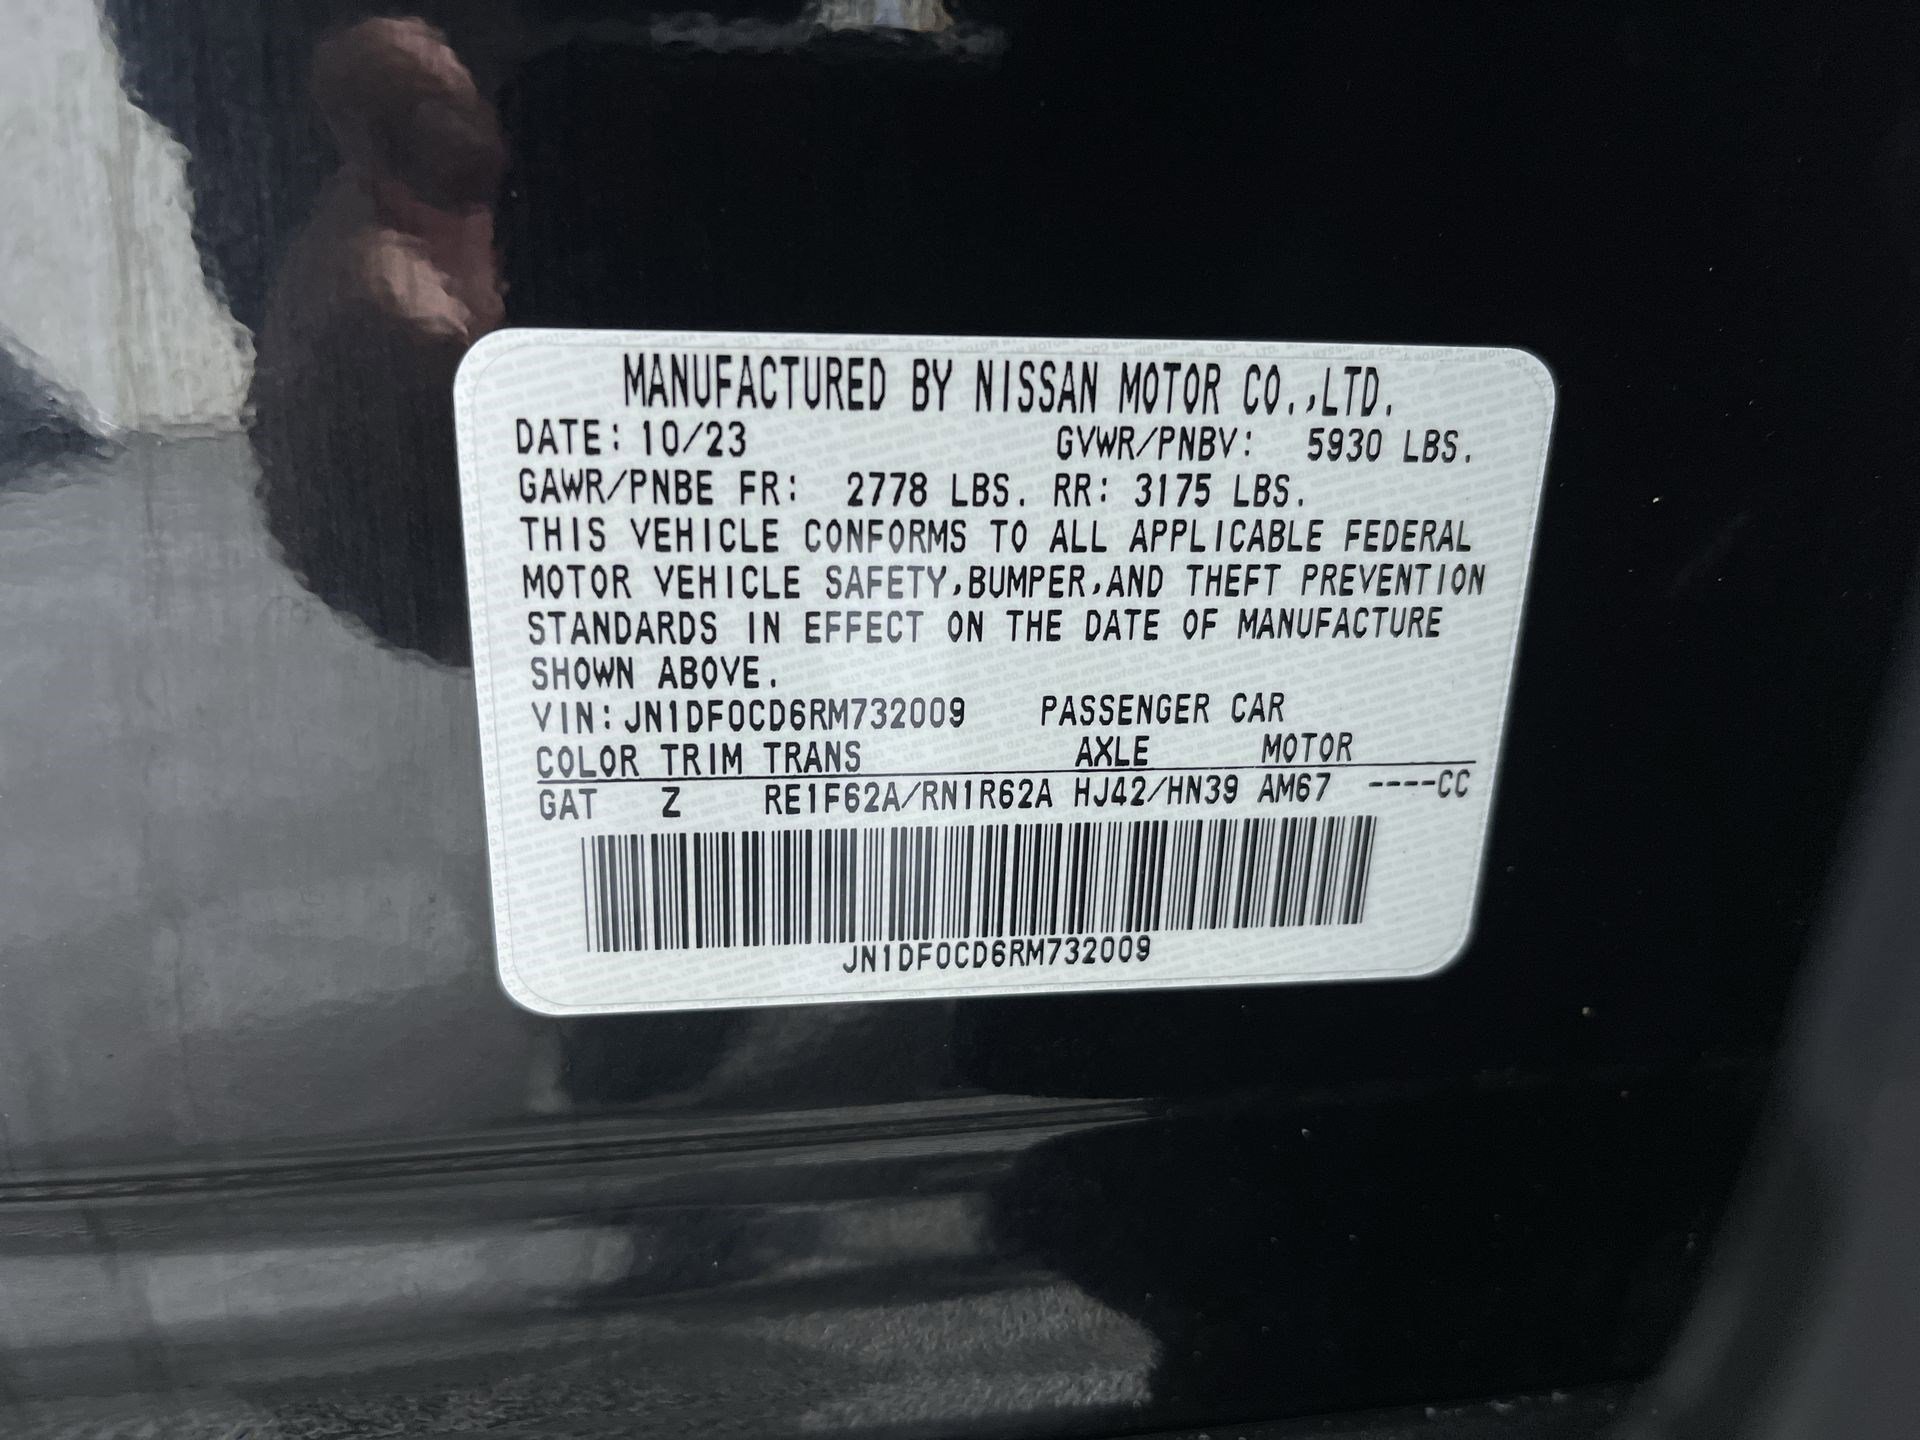 MANUFACTURED BY NISSAN MOTOR CO.,LTD.
DATE: 10/23 GVWR/PNBV: 5930 LBS.
GAWR/PNBE FR: 2778 LBS. RR: 3175 LBS.
THIS VEHICLE CONFORMS TO ALL APPLICABLE FEDERAL
MOTOR VEHICLE SAFETY,BUMPER,AND THEFT PREVENTION
STANDARDS IN EFFECT ON THE DATE OF MANUFACTURE
SHOWN ABOVE.
VIN: JN1DF0CD6RM732009 PASSENGER CAR
COLOR TRIM TRANS AXLE MOTOR
GAT Z RE1F62A/RN1R62A HJ42/HN39 AM67 ----CC
JN1DF0CD6RM732009